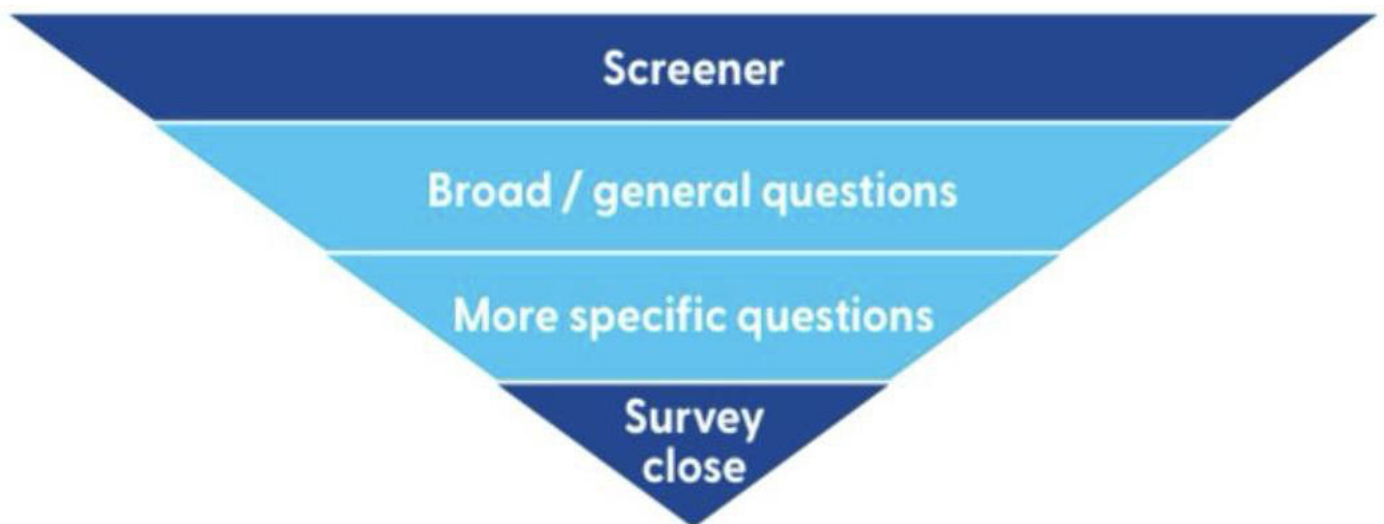 Screener
Broad / general questions
More specific questions
Survey
close